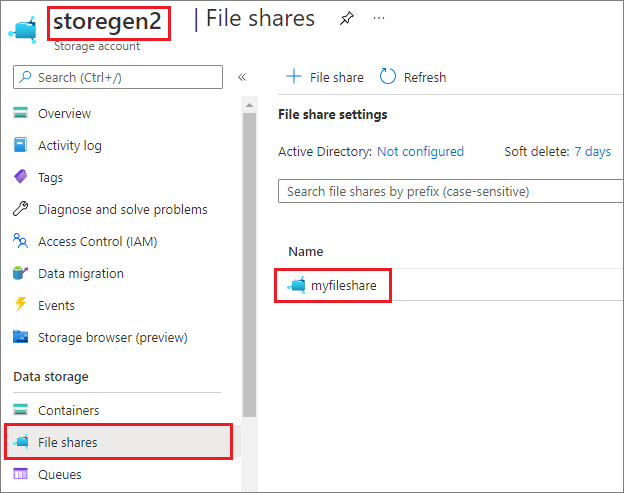 storegen2 | File shares ...
Storage account
Search (Ctrl+/) «
Overview
Activity log
Tags
Diagnose and solve problems
Access Control (IAM)
Data migration
Events
Storage browser (preview)
Data storage
Containers
File shares
Queues
+ File share Refresh
File share settings
Active Directory: Not configured Soft delete: 7 days
Search file shares by prefix (case-sensitive)
Name
myfileshare